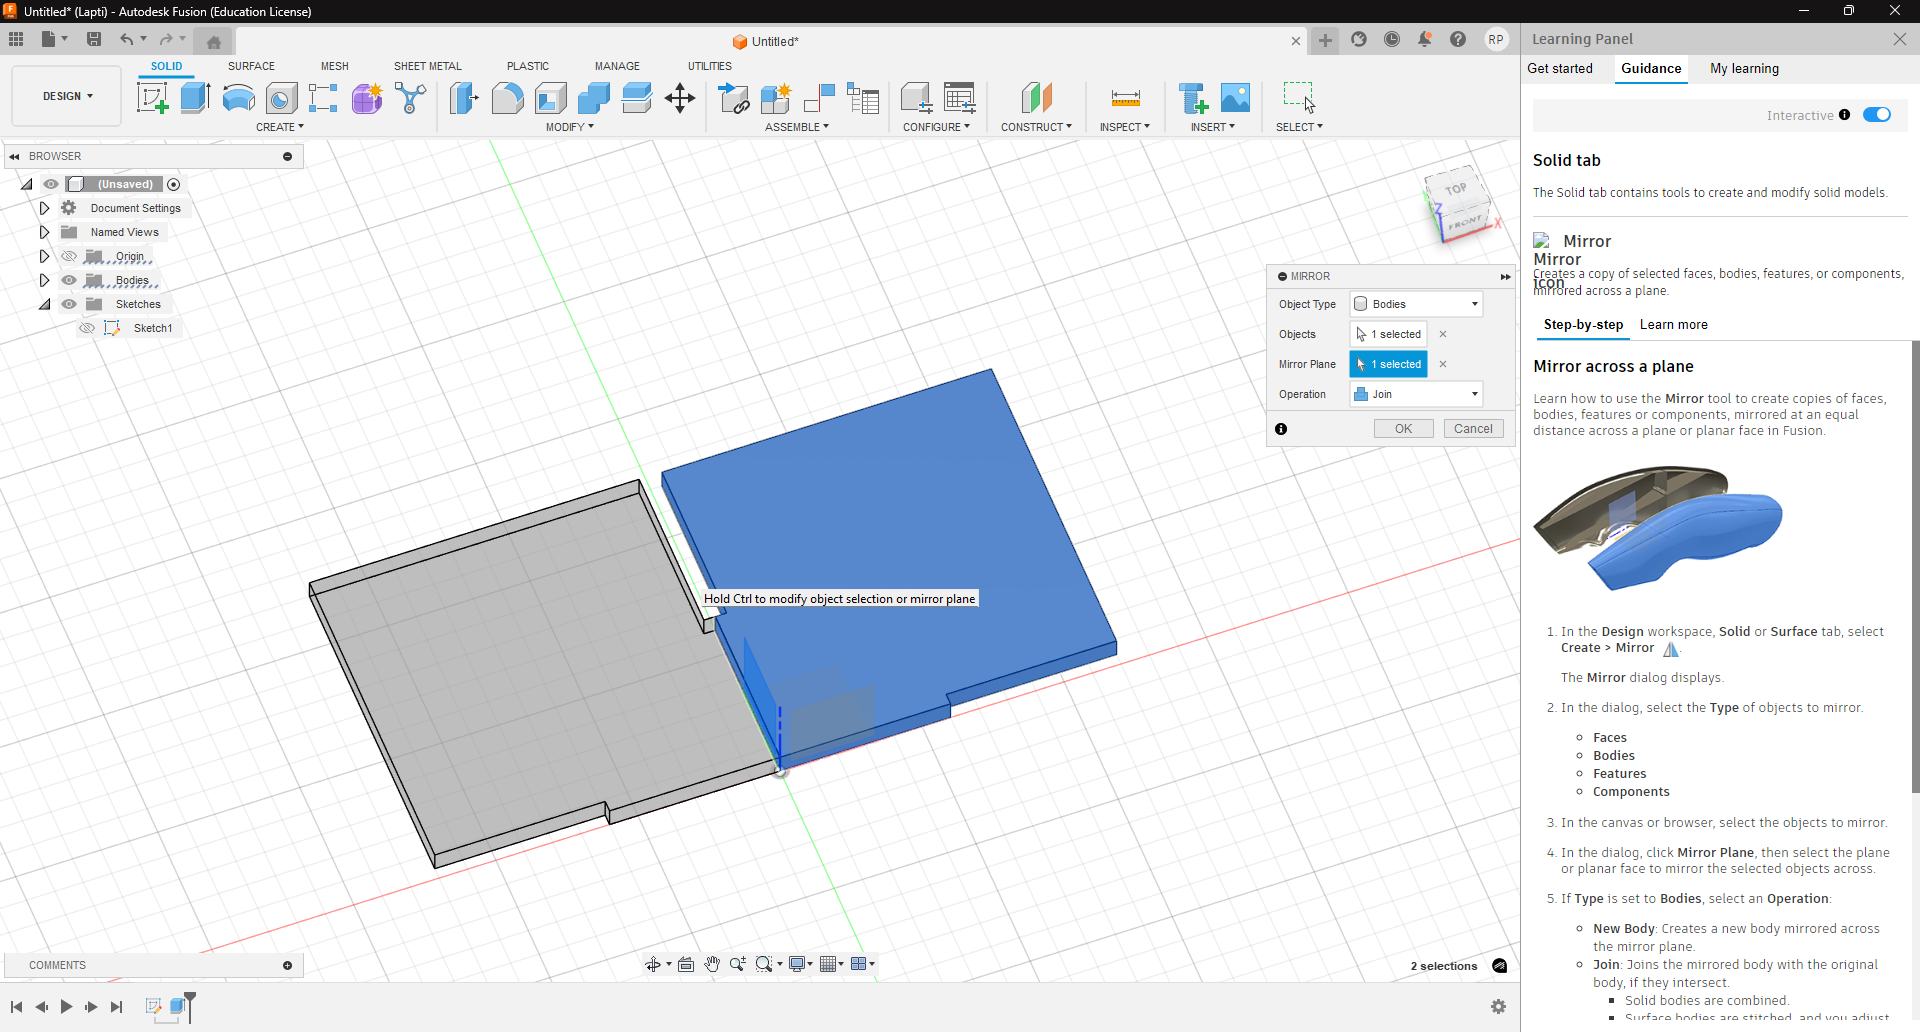 Untitled* (Lapti) - Autodesk Fusion (Education License)
Untitled*
RP
DESIGN
SOLID
SURFACE
MESH
SHEET METAL
PLASTIC
MANAGE
UTILITIES
CREATE
MODIFY
ASSEMBLE
CONFIGURE
CONSTRUCT
INSPECT
INSERT
SELECT
BROWSER
(Unsaved)
Document Settings
Named Views
Origin
Bodies
Sketches
Sketch1
TOP
FRONT
Z
X
MIRROR
Object Type
Bodies
Objects
1 selected
Mirror Plane
1 selected
Operation
Join
OK
Cancel
Hold Ctrl to modify object selection or mirror plane
COMMENTS
2 selections
Learning Panel
Get started
Guidance
My learning
Interactive
Solid tab
The Solid tab contains tools to create and modify solid models.
Mirror
Mirror
icon
Creates a copy of selected faces, bodies, features, or components,
mirrored across a plane.
Step-by-step
Learn more
Mirror across a plane
Learn how to use the Mirror tool to create copies of faces,
bodies, features or components, mirrored at an equal
distance across a plane or planar face in Fusion.
1. In the Design workspace, Solid or Surface tab, select
Create > Mirror .
The Mirror dialog displays.
2. In the dialog, select the Type of objects to mirror.
Faces
Bodies
Features
Components
3. In the canvas or browser, select the objects to mirror.
4. In the dialog, click Mirror Plane, then select the plane
or planar face to mirror the selected objects across.
5. If Type is set to Bodies, select an Operation:
New Body: Creates a new body mirrored across
the mirror plane.
Join: Joins the mirrored body with the original
body, if they intersect.
Solid bodies are combined.
Surface bodies are stitched, and you adjust